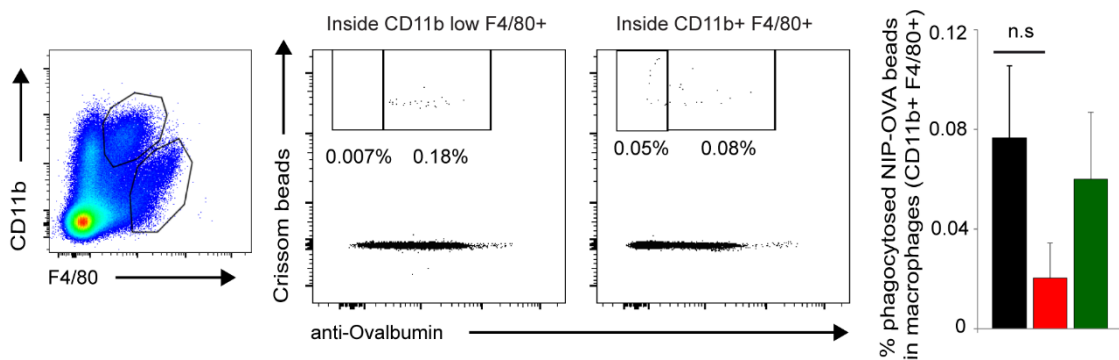 CD11b
F4/80
Inside CD11b low F4/80+
Inside CD11b+ F4/80+
Crissom beads
0.007%
0.18%
0.05%
0.08%
anti-Ovalbumin
% phagocytosed NIP-OVA beads
in macrophages (CD11b+ F4/80+)
n.s
0.12
0.08
0.04
0